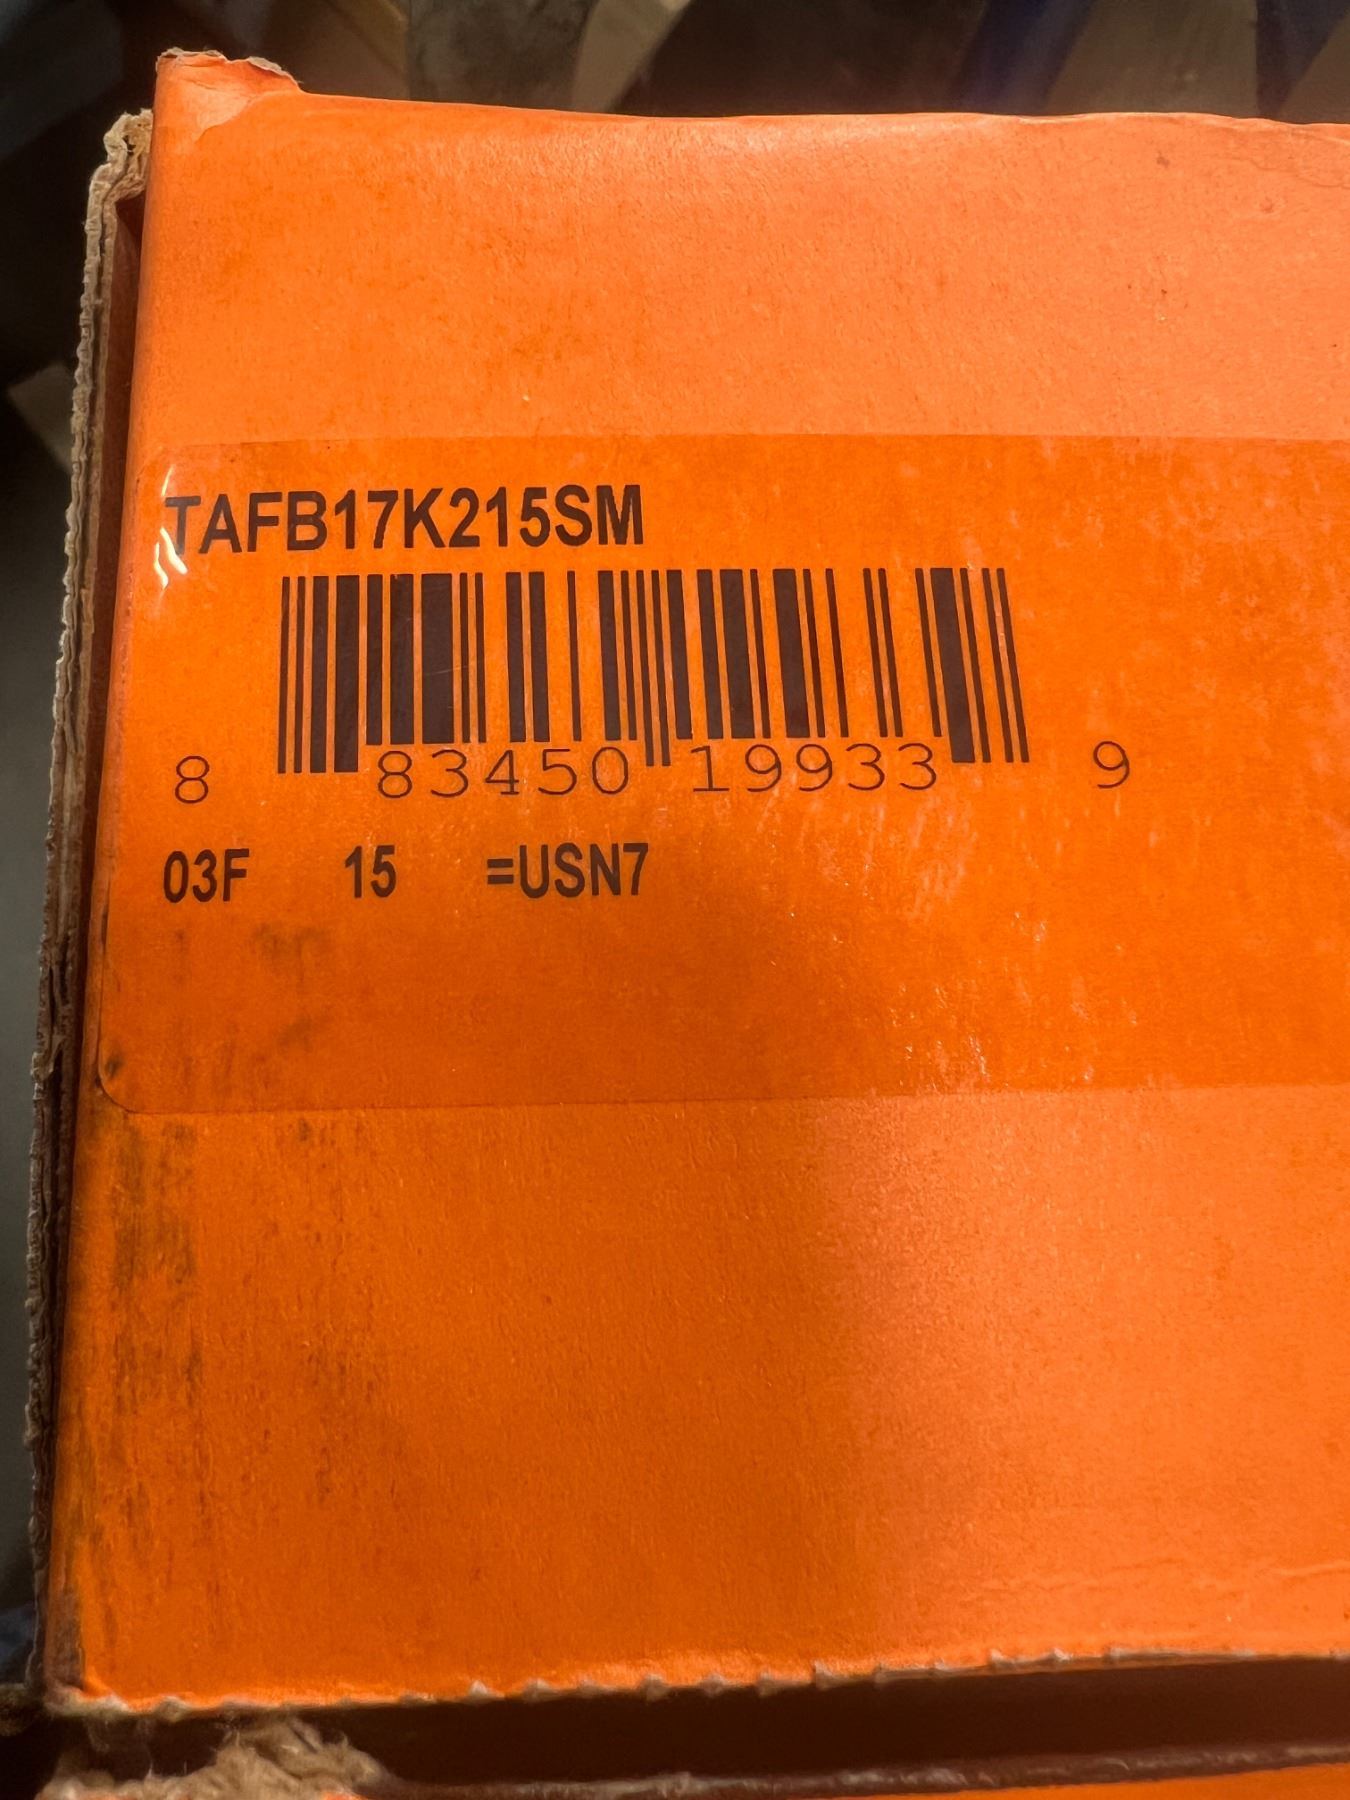 TAFB17K215SM
8 83450 19933 9
03F 15 =USN7